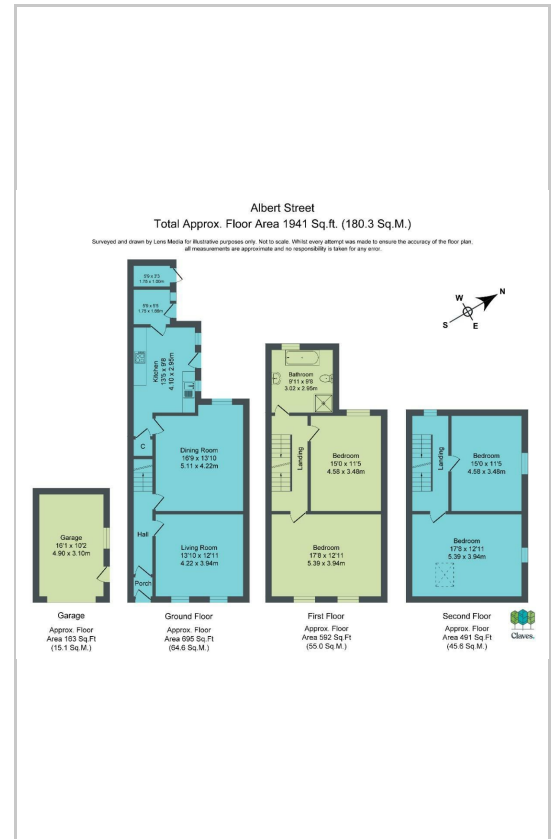 Albert Street
Total Approx. Floor Area 1941 Sq.ft. (180.3 Sq.M.)
Surveyed and drawn by Lens Media for illustrative purposes only. Not to scale. Whilst every attempt was made to ensure the accuracy of the floor plan,
all measurements are approximate and no responsibility is taken for any error.
W
N
S
E
1.75 x 1.00m
Kitchen
13'5 x 9'8
4.10 x 2.95m
C
Dining Room
16'9 x 13'10
5.11 x 4.22m
Hall
Living Room
13'10 x 12'11
4.22 x 3.94m
Porch
Garage
16'1 x 10'2
4.90 x 3.10m
Bathroom
9'11 x 9'8
3.02 x 2.95m
Landing
Bedroom
15'0 x 11'5
4.58 x 3.48m
Bedroom
17'8 x 12'11
5.39 x 3.94m
Landing
Bedroom
15'0 x 11'5
4.58 x 3.48m
Bedroom
17'8 x 12'11
5.39 x 3.94m
Garage
Approx. Floor
Area 163 Sq.Ft
(15.1 Sq.M.)
Ground Floor
Approx. Floor
Area 695 Sq.Ft
(64.6 Sq.M.)
First Floor
Approx. Floor
Area 592 Sq.Ft
(55.0 Sq.M.)
Second Floor
Approx. Floor
Area 491 Sq.Ft
(45.6 Sq.M.)
Claves.